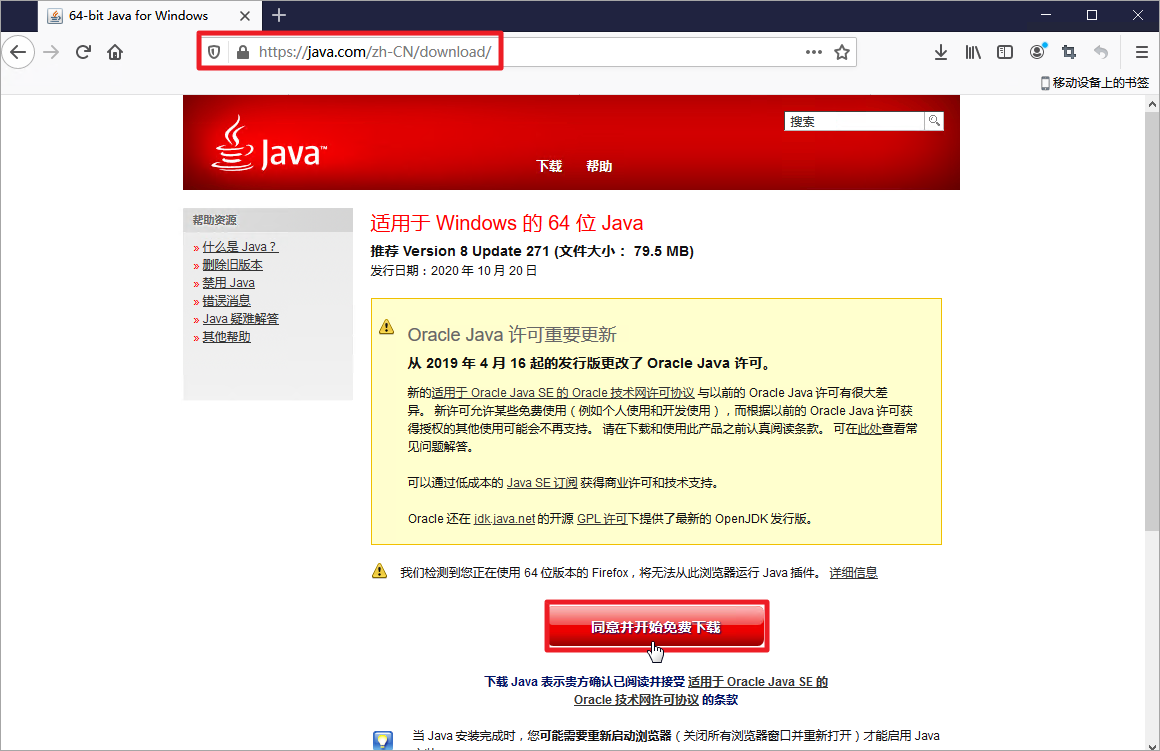 64-bit Java for Windows
https://java.com/zh-CN/download/
移动设备上的书签
搜索
Java™
下载 帮助
帮助资源
» 什么是 Java？
» 删除旧版本
» 禁用 Java
» 错误消息
» Java 疑难解答
» 其他帮助
适用于 Windows 的 64 位 Java
推荐 Version 8 Update 271 (文件大小： 79.5 MB)
发行日期：2020 年 10 月 20 日
Oracle Java 许可重要更新
从 2019 年 4 月 16 起的发行版更改了 Oracle Java 许可。
新的适用于 Oracle Java SE 的 Oracle 技术网许可协议 与以前的 Oracle Java 许可有很大差
异。 新许可允许某些免费使用（例如个人使用和开发使用），而根据以前的 Oracle Java 许可获
得授权的其他使用可能会不再支持。 请在下载和使用此产品之前认真阅读条款。 可在此处查看常
见问题解答。
可以通过低成本的 Java SE 订阅 获得商业许可和技术支持。
Oracle 还在 jdk.java.net 的开源 GPL 许可下提供了最新的 OpenJDK 发行版。
我们检测到您正在使用 64 位版本的 Firefox，将无法从此浏览器运行 Java 插件。 详细信息
同意并开始免费下载
下载 Java 表示贵方确认已阅读并接受 适用于 Oracle Java SE 的
Oracle 技术网许可协议 的条款
当 Java 安装完成时，您可能需要重新启动浏览器（关闭所有浏览器窗口并重新打开）才能启用 Java